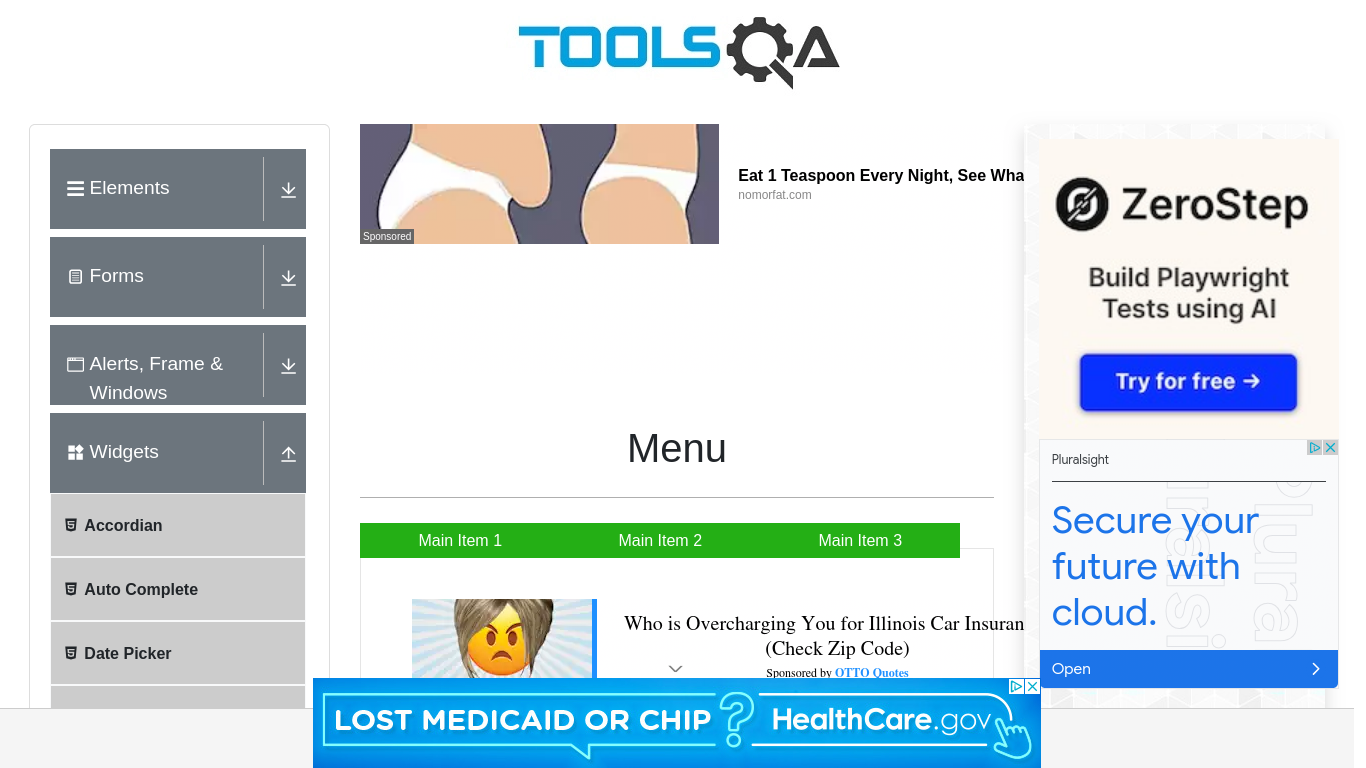 TOOLSQA
Elements
Forms
Alerts, Frame &
Windows
Widgets
Accordian
Auto Complete
Date Picker
Sponsored
Eat 1 Teaspoon Every Night, See Wha
nomorfat.com
Menu
Main Item 1
Main Item 2
Main Item 3
Who is Overcharging You for Illinois Car Insuran
(Check Zip Code)
Sponsored by OTTO Quotes
ZeroStep
Build Playwright
Tests using AI
Try for free →
Pluralsight
Secure your
future with
cloud.
Open
LOST MEDICAID OR CHIP? HealthCare.gov